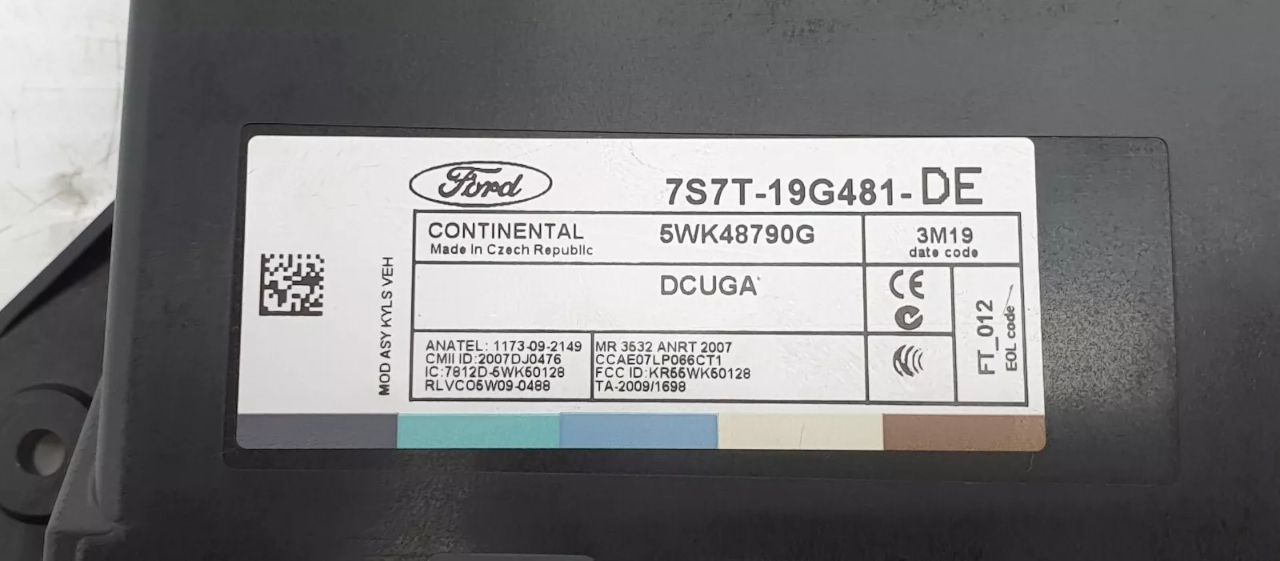 Ford
7S7T-19G481-DE
CONTINENTAL 5WK48790G
Made in Czech Republic
3M19
date code
DCUGA
CE
FT_012
EOL code
MOD ASY KYLS VEH
ANATEL: 1173-09-2149
CMII ID:2007DJ0476
IC:7812D-5WK50128
RLVCO5W09-0488
MR 3532 ANRT 2007
CCAE07LP066CT1
FCC ID:KR55WK50128
TA-2009/1698